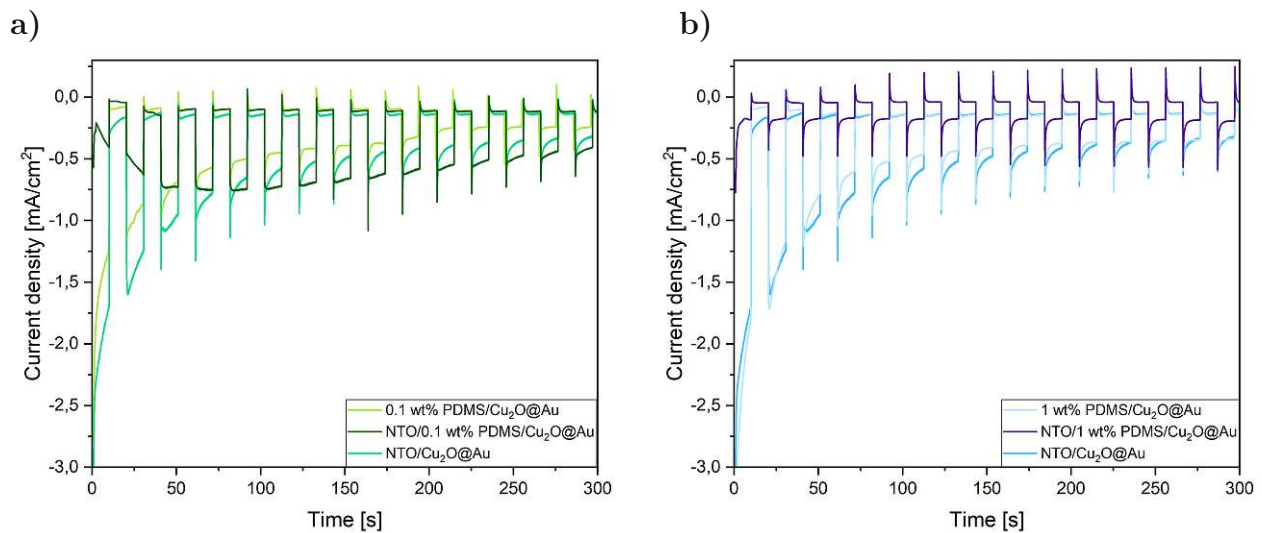 a)
0,0
-0,5
-1,0
-1,5
-2,0
-2,5
-3,0
Current density [mA/cm²]
0.1 wt% PDMS/Cu₂O@Au
NTO/0.1 wt% PDMS/Cu₂O@Au
NTO/Cu₂O@Au
0 50 100 150 200 250 300
Time [s]
b)
0,0
-0,5
-1,0
-1,5
-2,0
-2,5
-3,0
Current density [mA/cm²]
1 wt% PDMS/Cu₂O@Au
NTO/1 wt% PDMS/Cu₂O@Au
NTO/Cu₂O@Au
0 50 100 150 200 250 300
Time [s]